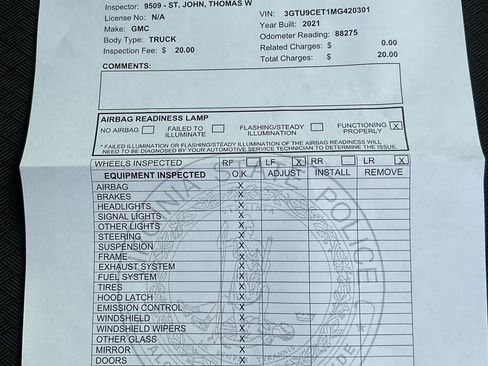 Inspector: 9509 - ST. JOHN, THOMAS W
License No: N/A VIN: 3GTU9CET1MG420301
Make: GMC Year Built: 2021
Body Type: TRUCK Odometer Reading: 88275
Inspection Fee: $ 20.00 Related Charges: $ 0.00
Total Charges: $ 20.00
COMMENTS:
AIRBAG READINESS LAMP
NO AIRBAG FAILED TO ILLUMINATE FLASHING/STEADY ILLUMINATION FUNCTIONING PROPERLY X
* FAILED ILLUMINATION OR FLASHING/STEADY ILLUMINATION OF THE AIRBAG READINESS WILL
NEED TO BE DIAGNOSED BY YOUR AUTOMOTIVE SERVICE TECHNICIAN TO DETERMINE THE ISSUE.
WHEELS INSPECTED RF LF X RR LR X
EQUIPMENT INSPECTED O.K. ADJUST INSTALL REMOVE
AIRBAG X
BRAKES X
HEADLIGHTS X
SIGNAL LIGHTS X
OTHER LIGHTS X
STEERING X
SUSPENSION X
FRAME X
EXHAUST SYSTEM X
FUEL SYSTEM X
TIRES X
HOOD LATCH X
EMISSION CONTROL X
WINDSHIELD X
WINDSHIELD WIPERS X
OTHER GLASS X
MIRROR X
DOORS X